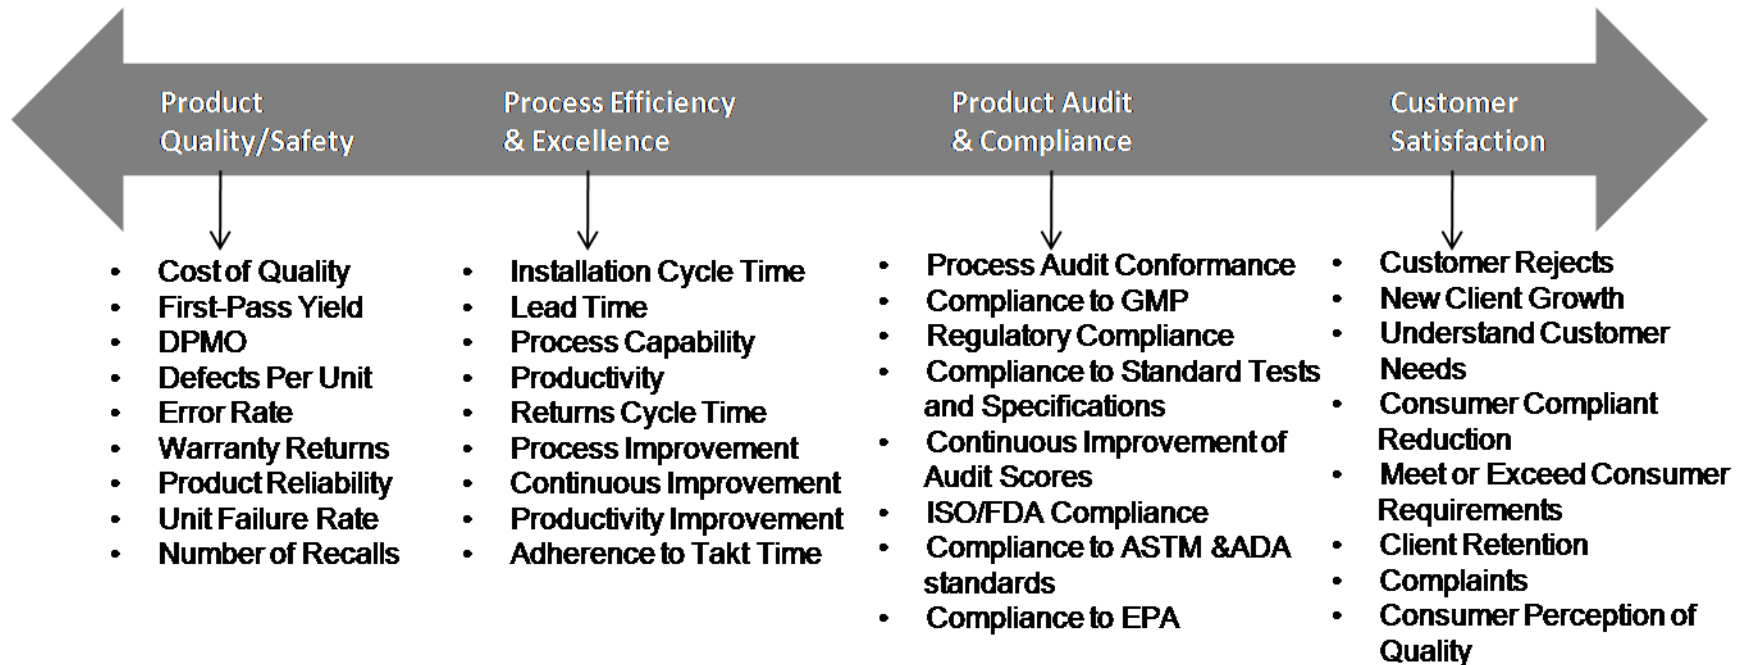 Product
Quality/Safety
Process Efficiency
& Excellence
Product Audit
& Compliance
Customer
Satisfaction
• Cost of Quality
• First-Pass Yield
• DPMO
• Defects Per Unit
• Error Rate
• Warranty Returns
• Product Reliability
• Unit Failure Rate
• Number of Recalls
• Installation Cycle Time
• Lead Time
• Process Capability
• Productivity
• Returns Cycle Time
• Process Improvement
• Continuous Improvement
• Productivity Improvement
• Adherence to Takt Time
• Process Audit Conformance
• Compliance to GMP
• Regulatory Compliance
• Compliance to Standard Tests
and Specifications
• Continuous Improvement of
Audit Scores
• ISO/FDA Compliance
• Compliance to ASTM &ADA
standards
• Compliance to EPA
• Customer Rejects
• New Client Growth
• Understand Customer
Needs
• Consumer Compliant
Reduction
• Meet or Exceed Consumer
Requirements
• Client Retention
• Complaints
• Consumer Perception of
Quality